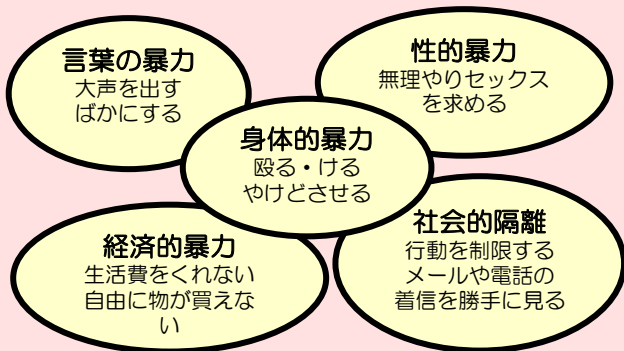 言葉の暴力
大声を出す
ばかにする
性的暴力
無理やりセックス
を求める
身体的暴力
殴る・ける
やけどさせる
経済的暴力
生活費をくれない
自由に物が買えな
い
社会的隔離
行動を制限する
メールや電話の
着信を勝手に見る